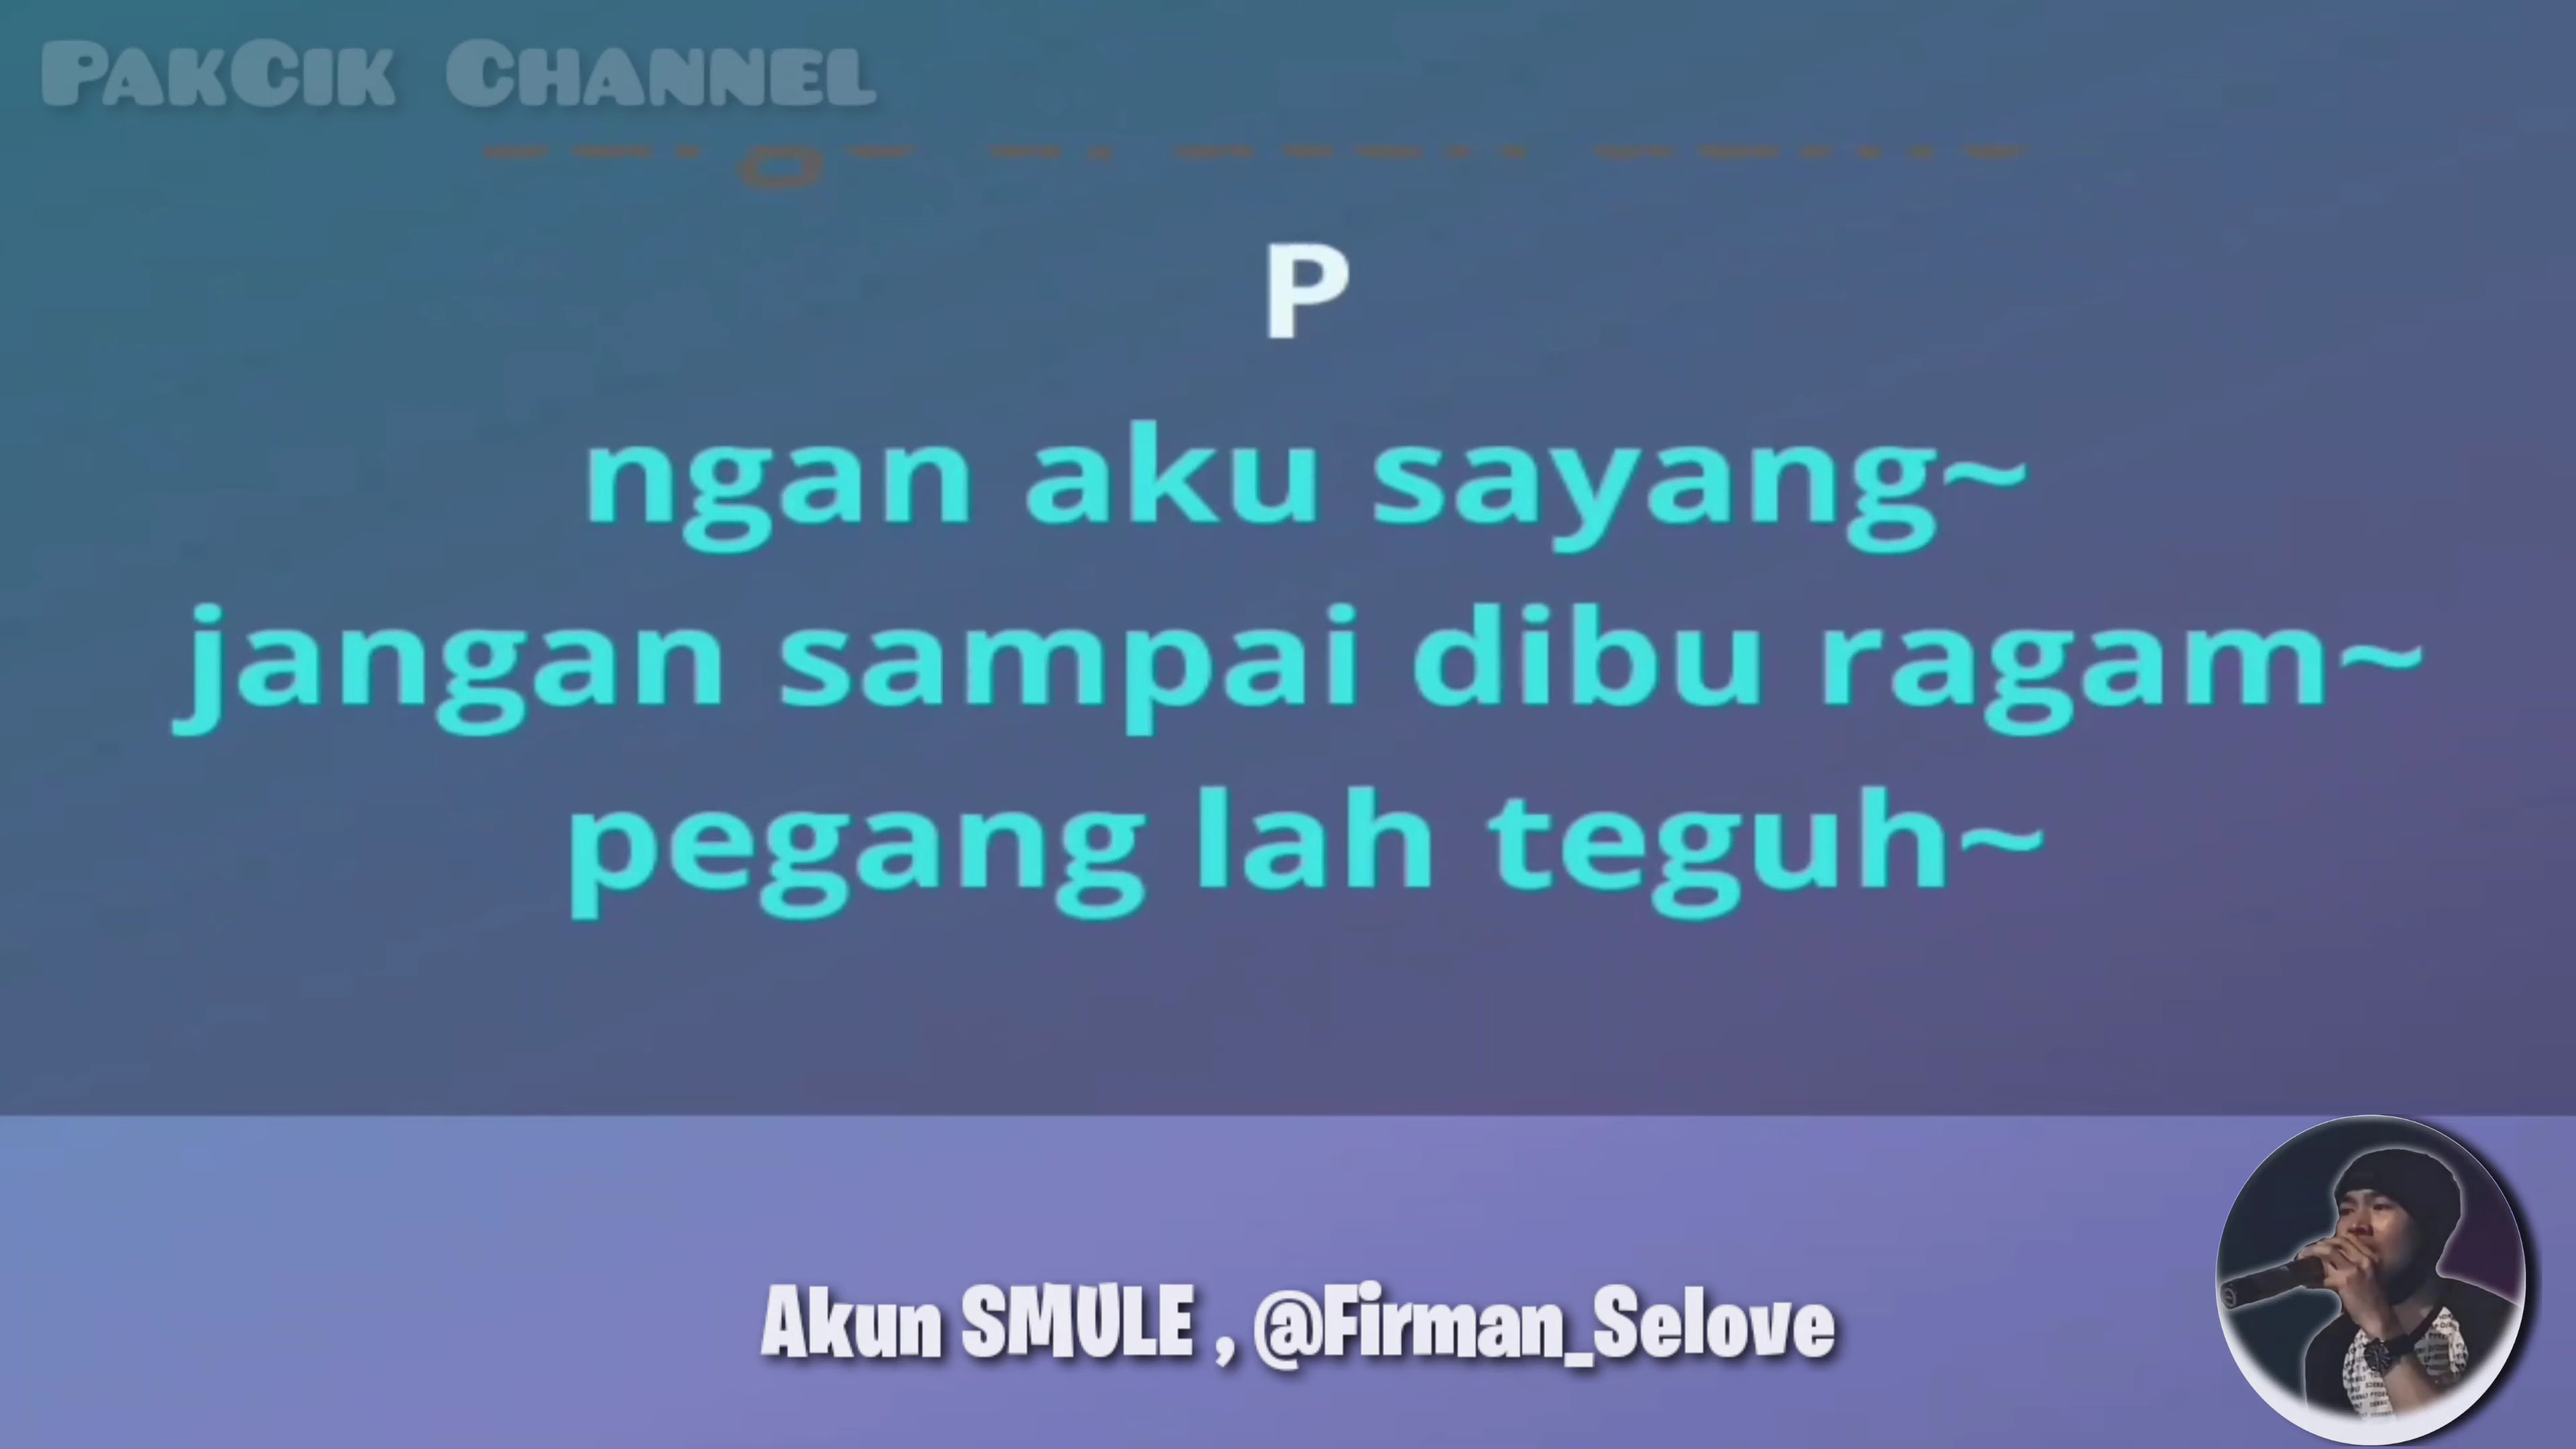 PakCik Channel
P
ngan aku sayang~
jangan sampai dibu ragam~
pegang lah teguh~
Akun SMULE , @Firman_Selove